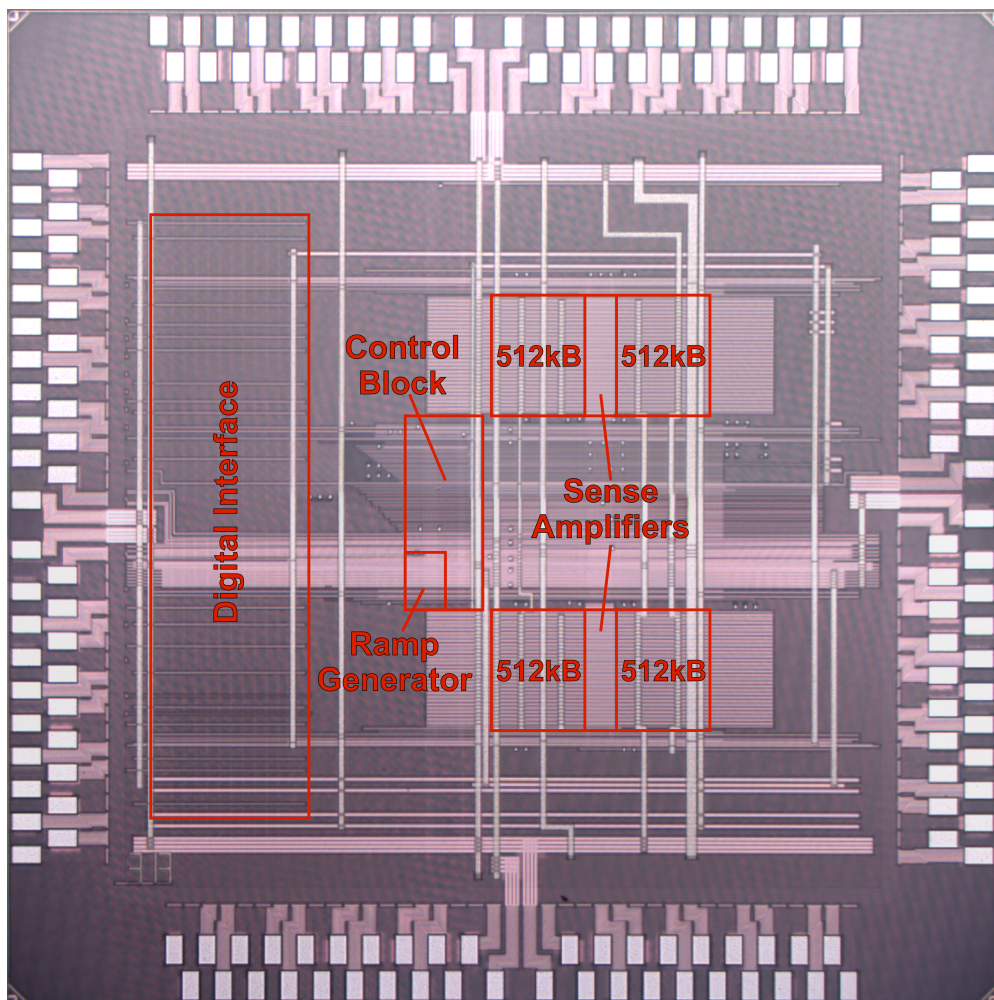 512kB
512kB
Control
Block
Digital Interface
Sense
Amplifiers
Ramp
Generator
512kB
512kB